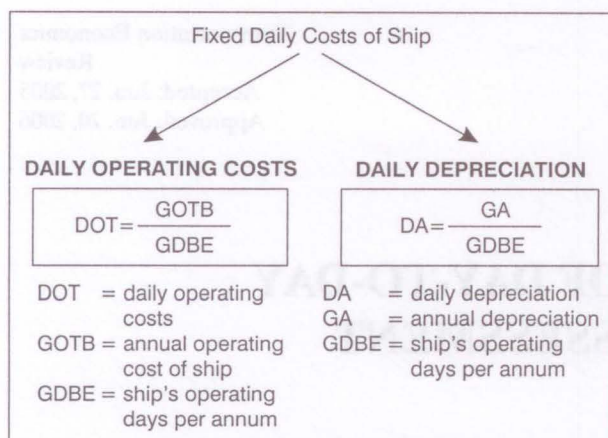 Fixed Daily Costs of Ship
DAILY OPERATING COSTS
DOT = GOTB
GDBE
DOT = daily operating
costs
GOTB = annual operating
cost of ship
GDBE = ship's operating
days per annum
DAILY DEPRECIATION
DA = GA
GDBE
DA = daily depreciation
GA = annual depreciation
GDBE = ship's operating
days per annum